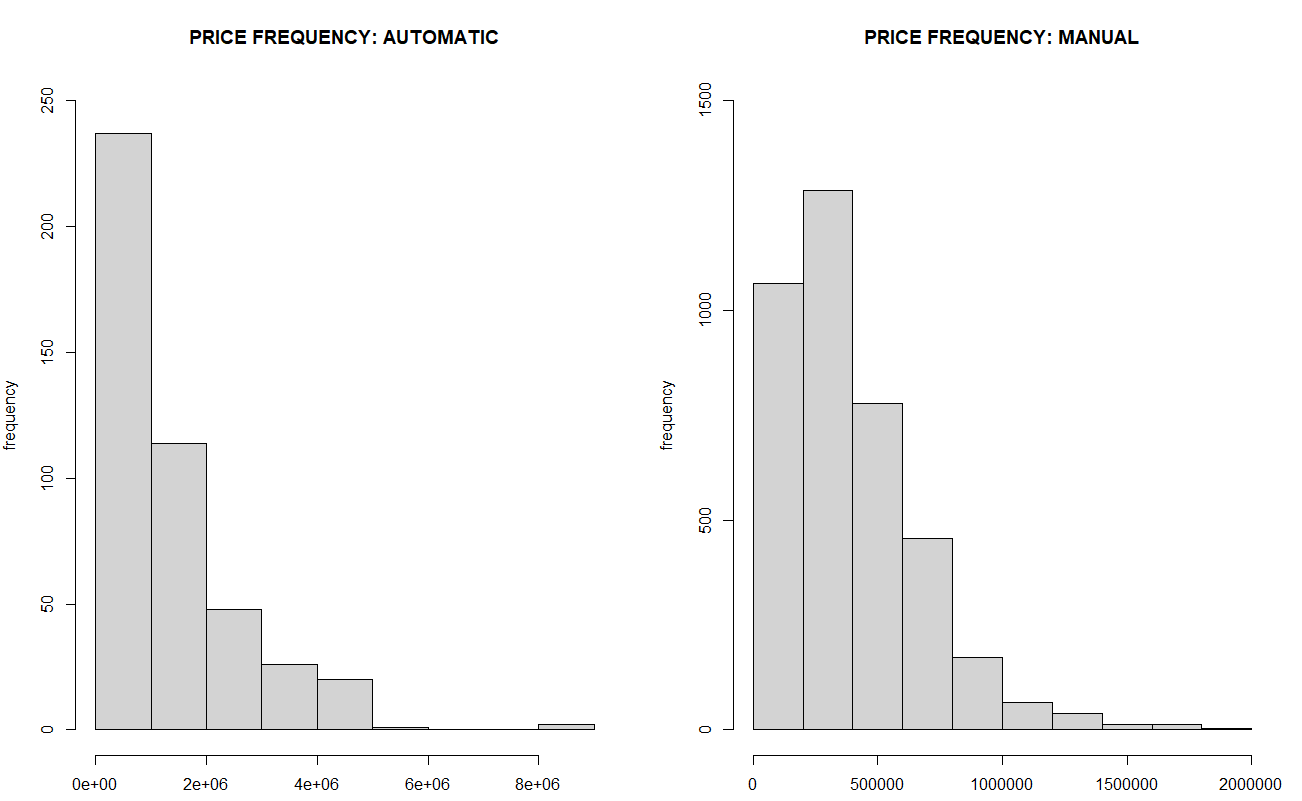 PRICE FREQUENCY: AUTOMATIC
frequency
250
200
150
100
50
0
0e+00 2e+06 4e+06 6e+06 8e+06
PRICE FREQUENCY: MANUAL
frequency
1500
1000
500
0
0 500000 1000000 1500000 2000000